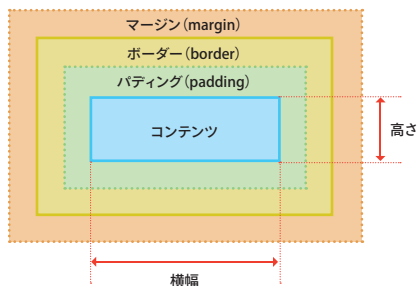 マージン（margin）
ボーダー（border）
パディング（padding）
コンテンツ
高さ
横幅